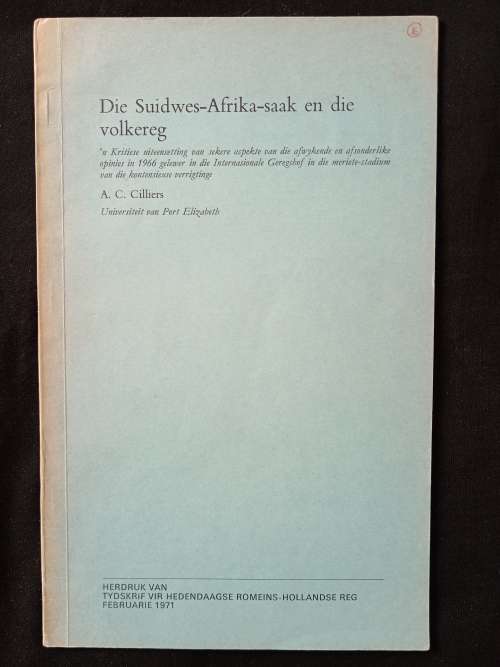 E
Die Suidwes-Afrika-saak en die
volkereg
'n Kritiese uiteensetting van sekere aspekte van die afwykende en afsonderlike
opinies in 1966 gelewer in die Internasionale Geregshof in die meriete-stadium
van die kontensieuse verrigtinge
A. C. Cilliers
Universiteit van Port Elizabeth
HERDRUK VAN
TYDSKRIF VIR HEDENDAAGSE ROMEINS-HOLLANDSE REG
FEBRUARIE 1971